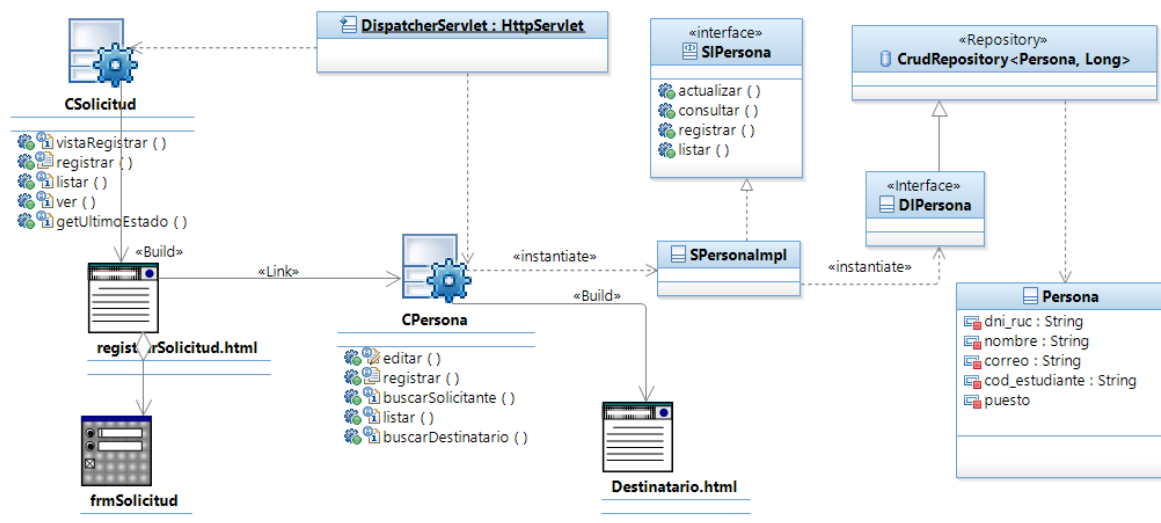 DispatcherServlet : HttpServlet
CSolicitud
vistaRegistrar ( )
registrar ( )
listar ( )
ver ( )
getUltimoEstado ( )
«interface»
SIPersona
actualizar ( )
consultar ( )
registrar ( )
listar ( )
«Repository»
CrudRepository<Persona, Long>
«Interface»
DIPersona
«Build»
«Link»
registrarSolicitud.html
frmSolicitud
CPersona
editar ( )
registrar ( )
buscarSolicitante ( )
listar ( )
buscarDestinatario ( )
«instantiate»
SPersonaImpl
«instantiate»
«Build»
Destinatario.html
Persona
dni_ruc : String
nombre : String
correo : String
cod_estudiante : String
puesto